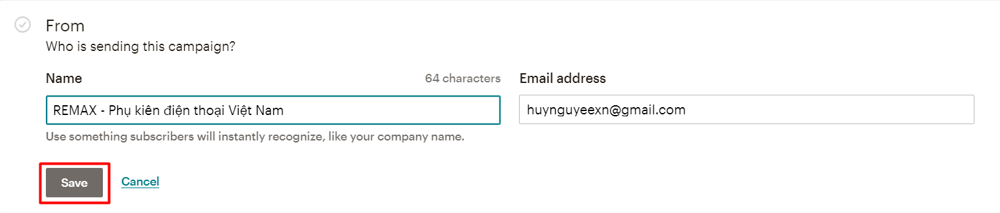 From
Who is sending this campaign?
Name
64 characters
Email address
REMAX - Phụ kiên điện thoại Việt Nam
huynguyeexn@gmail.com
Use something subscribers will instantly recognize, like your company name.
Save
Cancel